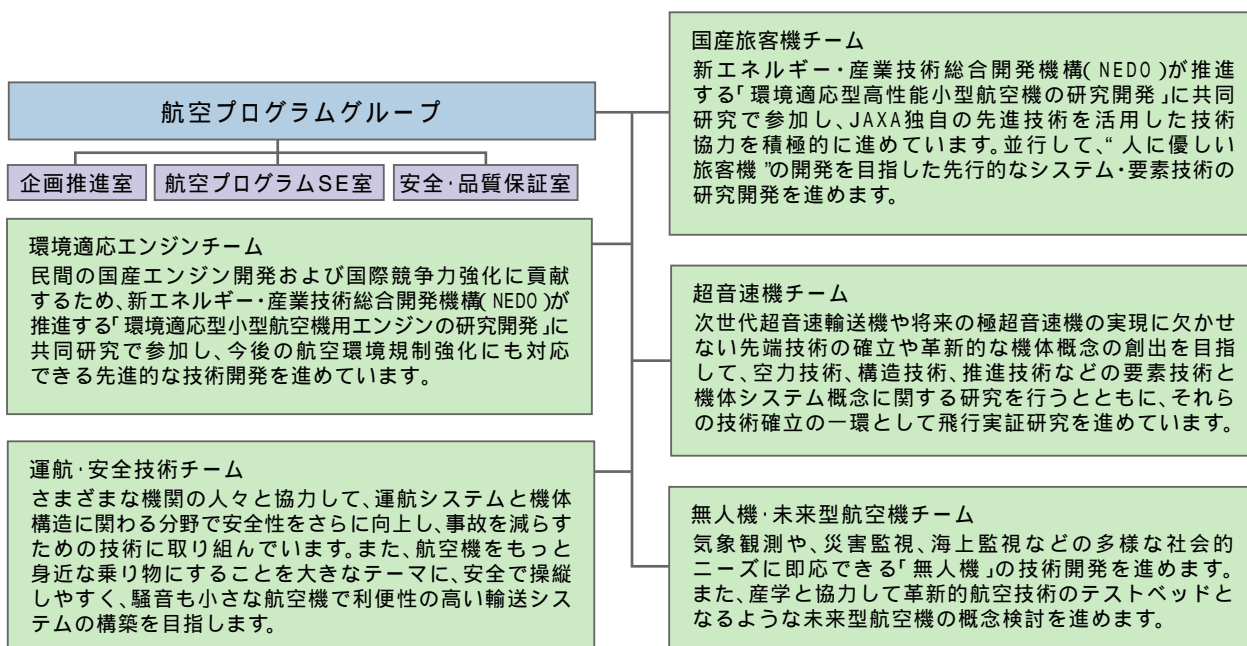 航空プログラムグループ
企画推進室
航空プログラムSE室
安全・品質保証室
環境適応エンジンチーム
民間の国産エンジン開発および国際競争力強化に貢献
するため、新エネルギー・産業技術総合開発機構(NEDO)が
推進する「環境適応型小型航空機用エンジンの研究開発」に
共同研究で参加し、今後の航空環境規制強化にも対応
できる先進的な技術開発を進めています。
運航・安全技術チーム
さまざまな機関の人々と協力して、運航システムと機体
構造に関わる分野で安全性をさらに向上し、事故を減らす
ための技術に取り組んでいます。また、航空機をもっと
身近な乗り物にすることを大きなテーマに、安全で操縦
しやすく、騒音も小さな航空機で利便性の高い輸送シス
テムの構築を目指します。
国産旅客機チーム
新エネルギー・産業技術総合開発機構(NEDO)が推進
する「環境適応型高性能小型航空機の研究開発」に共同
研究で参加し、JAXA独自の先進技術を活用した技術
協力を積極的に進めています。並行して、“人に優しい
旅客機”の開発を目指した先行的なシステム・要素技術の
研究開発を進めます。
超音速機チーム
次世代超音速輸送機や将来の極超音速機の実現に欠かせ
ない先端技術の確立や革新的な機体概念の創出を目指
して、空力技術、構造技術、推進技術などの要素技術と
機体システム概念に関する研究を行うとともに、それら
の技術確立の一環として飛行実証研究を進めています。
無人機・未来型航空機チーム
気象観測や、災害監視、海上監視などの多様な社会的
ニーズに即応できる「無人機」の技術開発を進めます。
また、産学と協力して革新的航空技術のテストベッドと
なるような未来型航空機の概念検討を進めます。